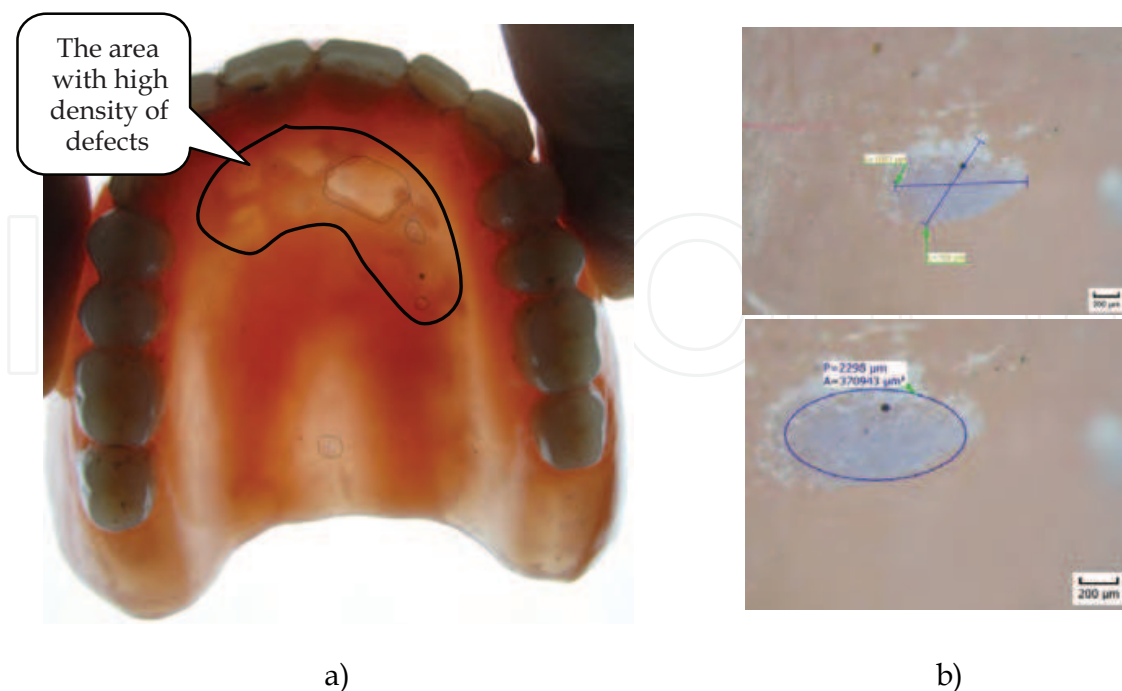 The area
with high
density of
defects
P=2298 µm
A=370943 µm²
200 µm
a)
b)